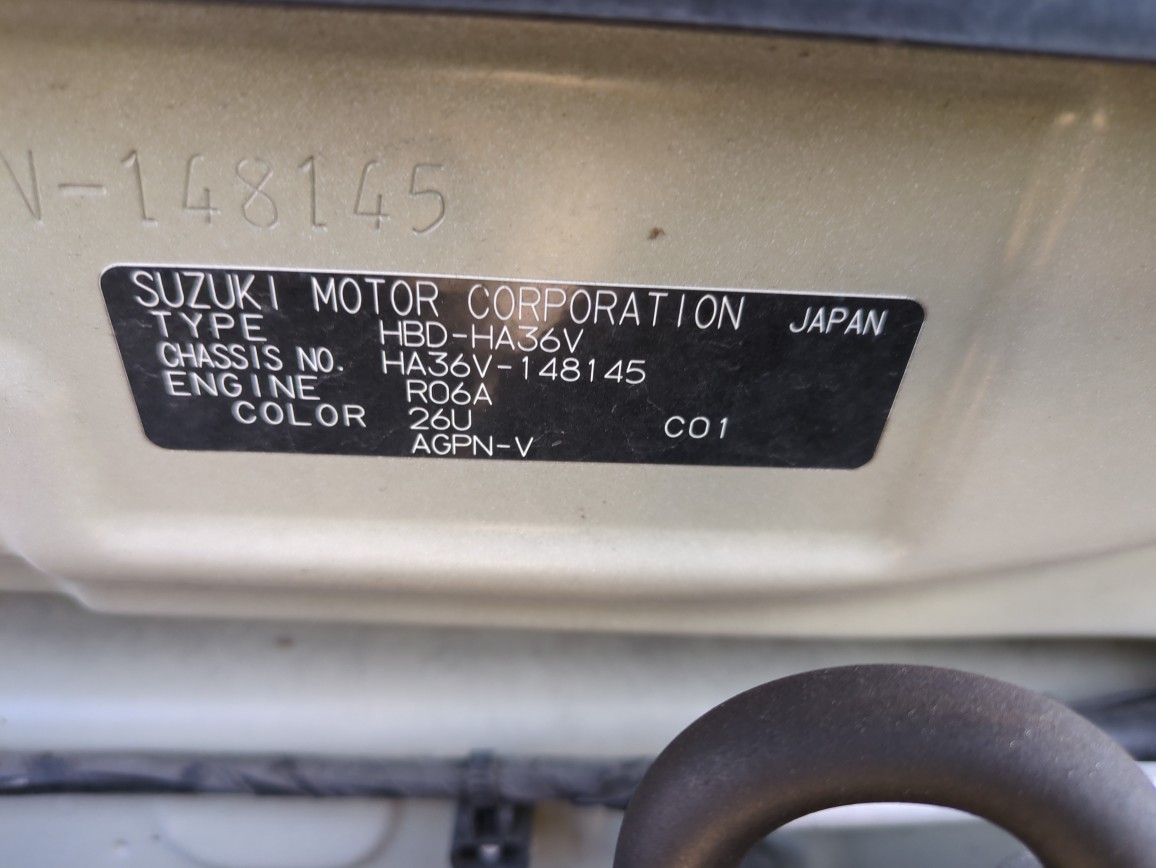 V-148145
SUZUKI MOTOR CORPORATION JAPAN
TYPE HBD-HA36V
CHASSIS NO. HA36V-148145
ENGINE R06A
COLOR 26U C01
AGPN-V